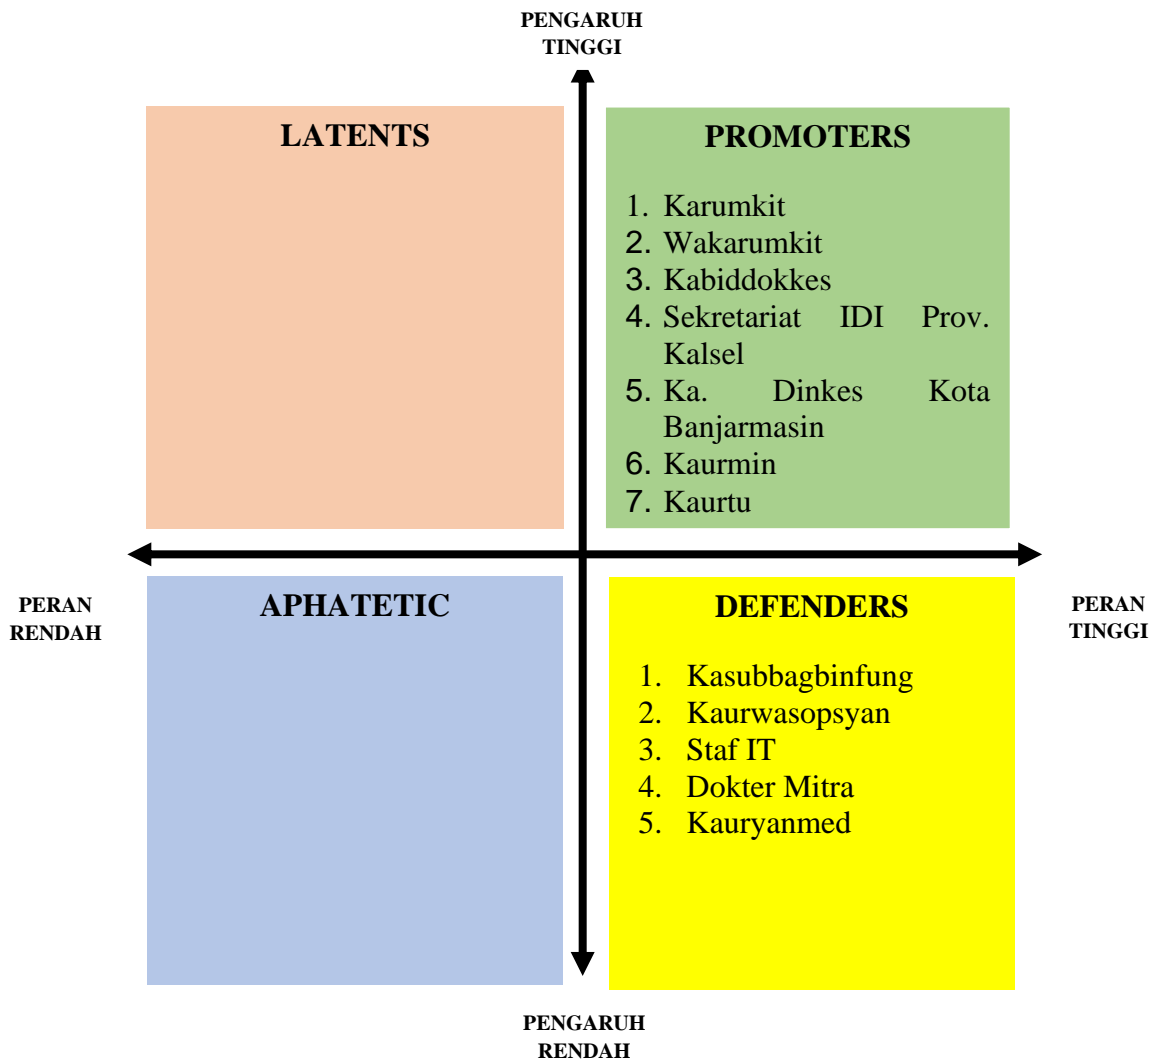 PENGARUH
TINGGI
LATENTS
PROMOTERS
1. Karumkit
2. Wakarumkit
3. Kabiddokkes
4. Sekretariat IDI Prov.
Kalsel
5. Ka. Dinkes Kota
Banjarmasin
6. Kaurmin
7. Kaurtu
PERAN
RENDAH
APHATETIC
DEFENDERS
1. Kasubbagbinfung
2. Kaurwasopsyan
3. Staf IT
4. Dokter Mitra
5. Kauryanmed
PERAN
TINGGI
PENGARUH
RENDAH